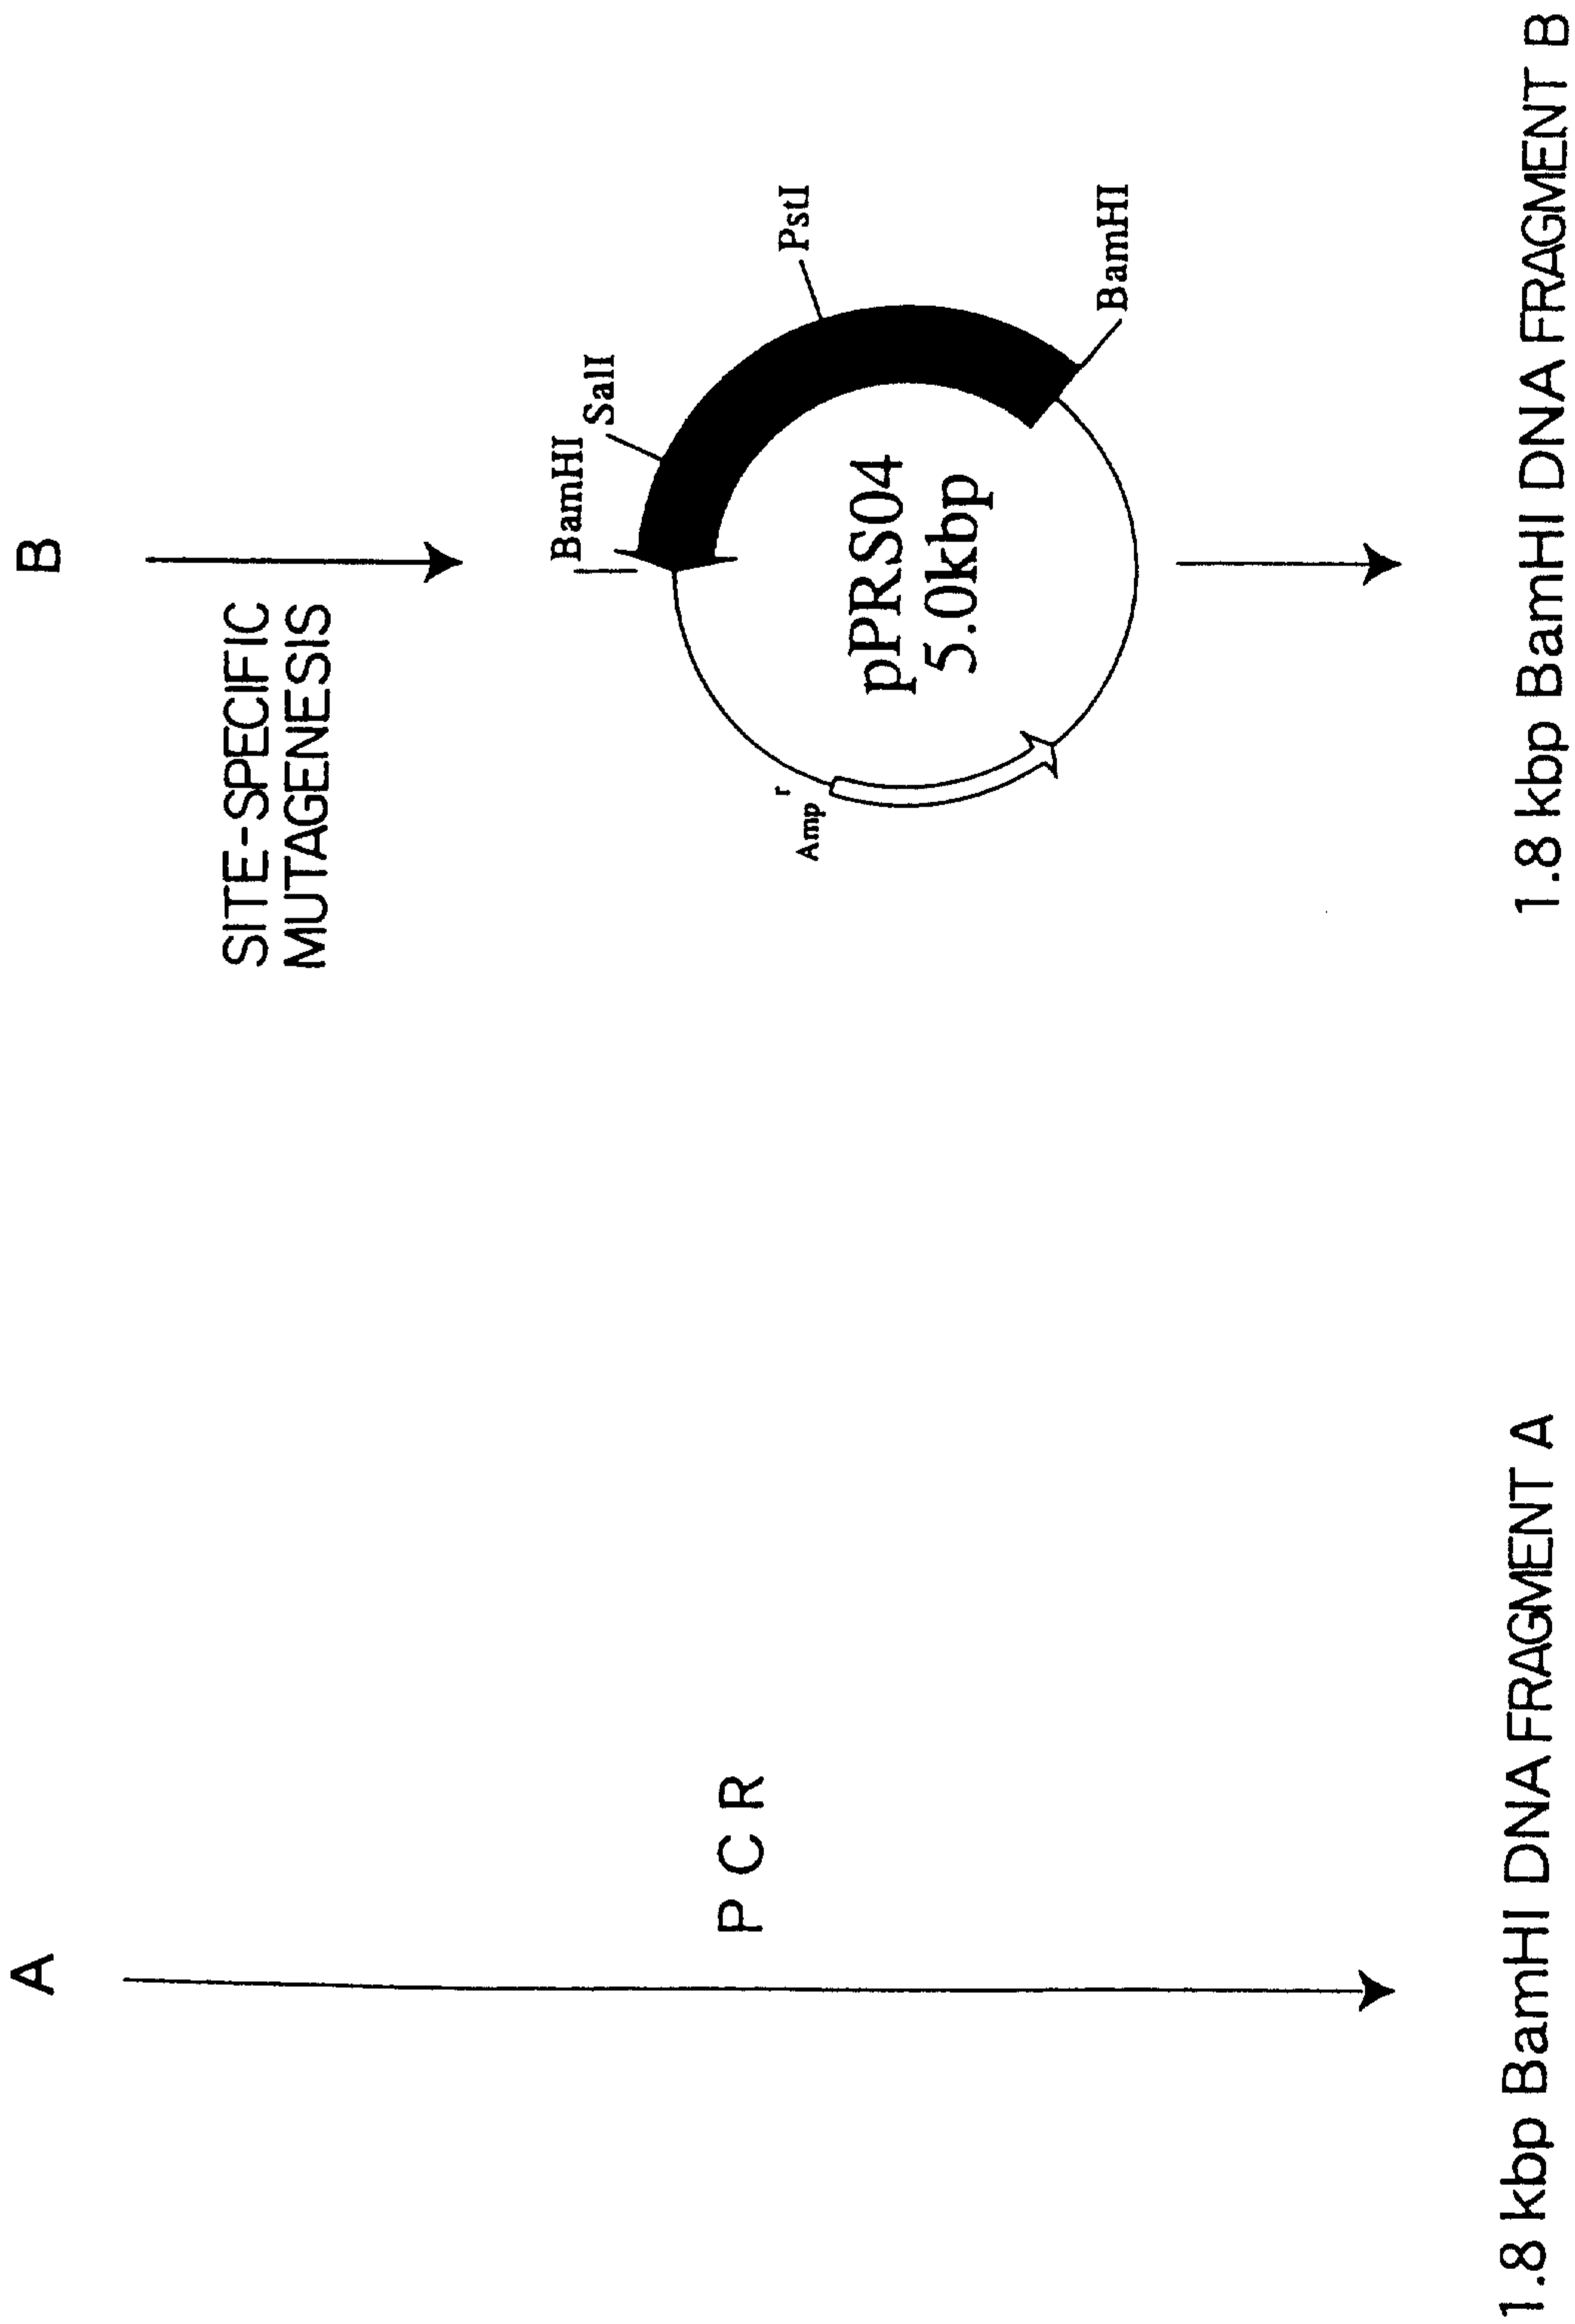 A
P C R
1.8 kbp BamHI DNA FRAGMENT A
B
SITE-SPECIFIC
MUTAGENESIS
BamHI
SalI
PstI
BamHI
Amp r
pPRS04
5.0kbp
1.8 kbp BamHI DNA FRAGMENT B